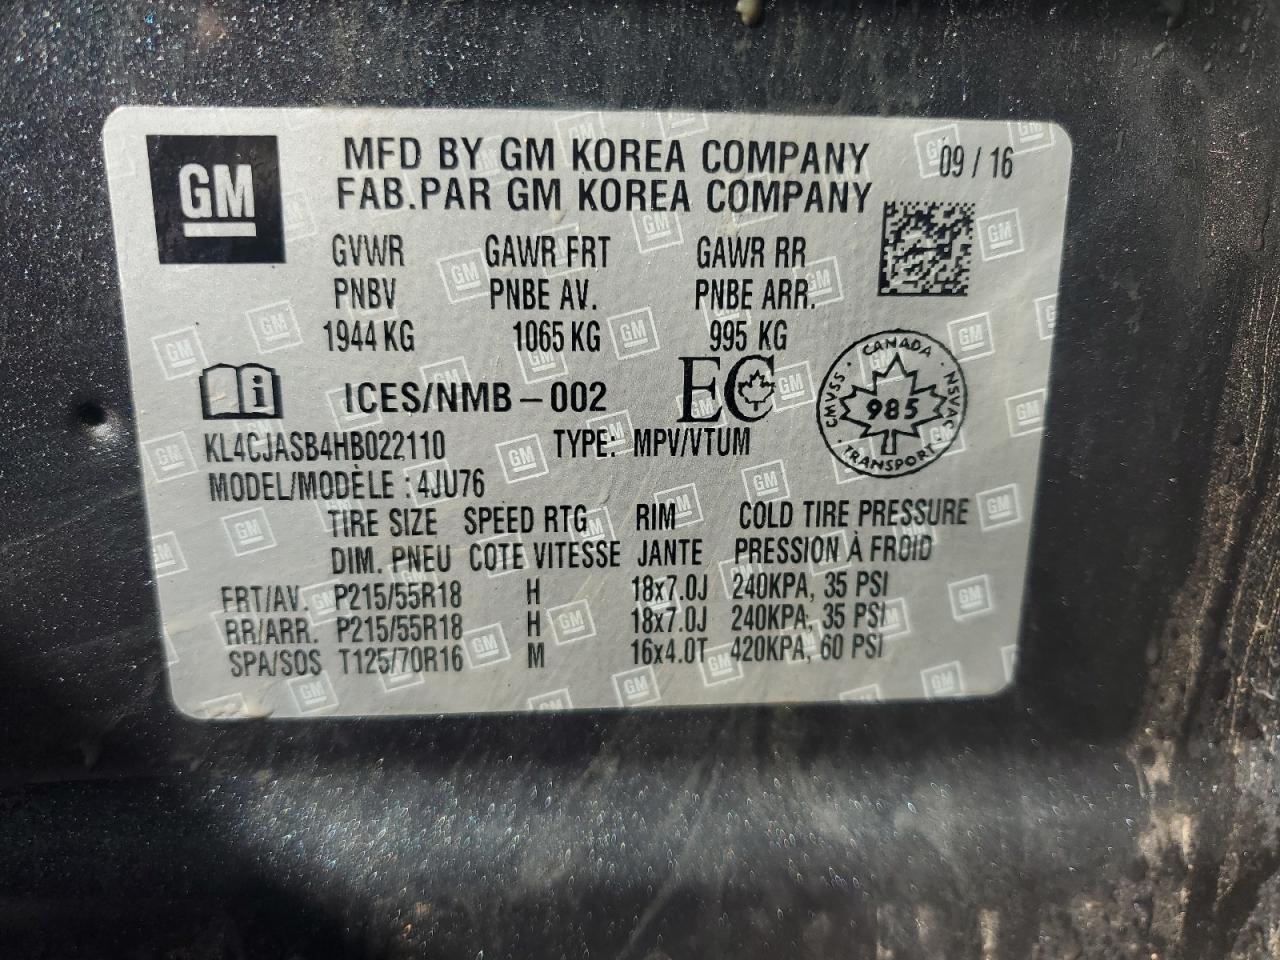 GM
MFD BY GM KOREA COMPANY 09 / 16
FAB.PAR GM KOREA COMPANY
GVWR GAWR FRT GAWR RR
PNBV PNBE AV. PNBE ARR.
1944 KG 1065 KG 995 KG
i ICES/NMB-002 EC
CANADA
CMVSS 985 NSVAC
TRANSPORT
KL4CJASB4HB022110 TYPE: MPV/VTUM
MODEL/MODÈLE : 4JU76
TIRE SIZE SPEED RTG RIM COLD TIRE PRESSURE
DIM. PNEU COTE VITESSE JANTE PRESSION À FROID
FRT/AV. P215/55R18 H 18x7.0J 240KPA, 35 PSI
RR/ARR. P215/55R18 H 18x7.0J 240KPA, 35 PSI
SPA/SOS T125/70R16 M 16x4.0T 420KPA, 60 PSI